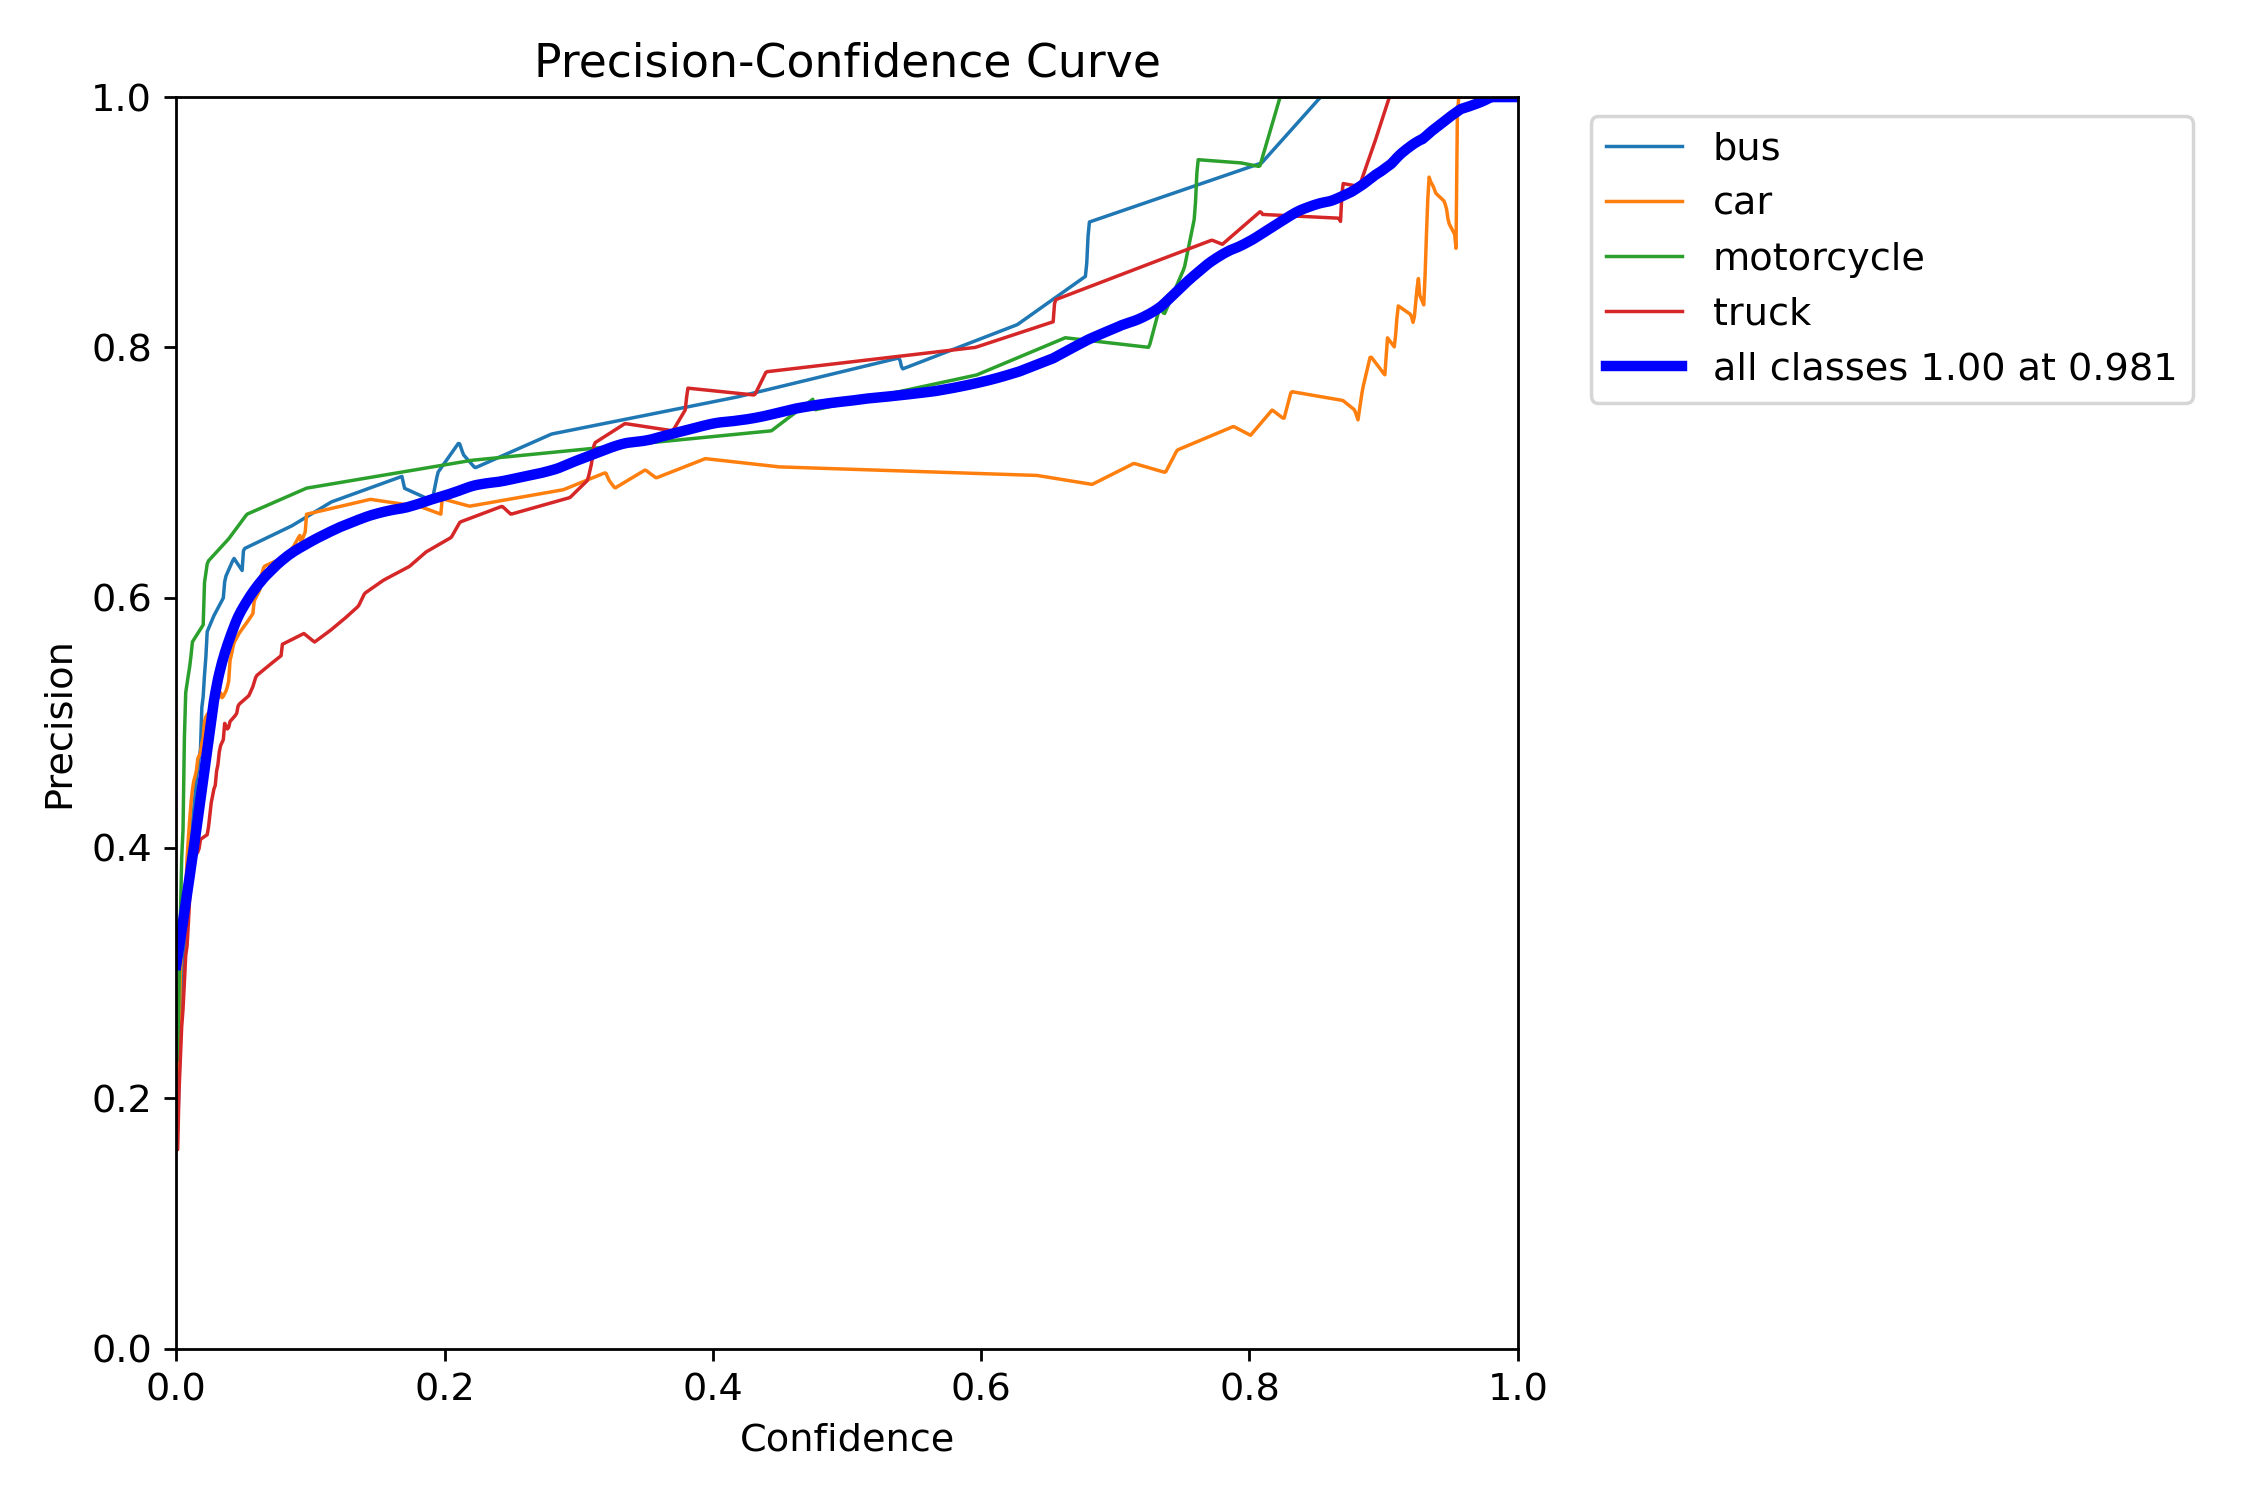 Precision-Confidence Curve
1.0
0.8
0.6
0.4
0.2
0.0
Precision
0.0 0.2 0.4 0.6 0.8 1.0
Confidence
bus
car
motorcycle
truck
all classes 1.00 at 0.981